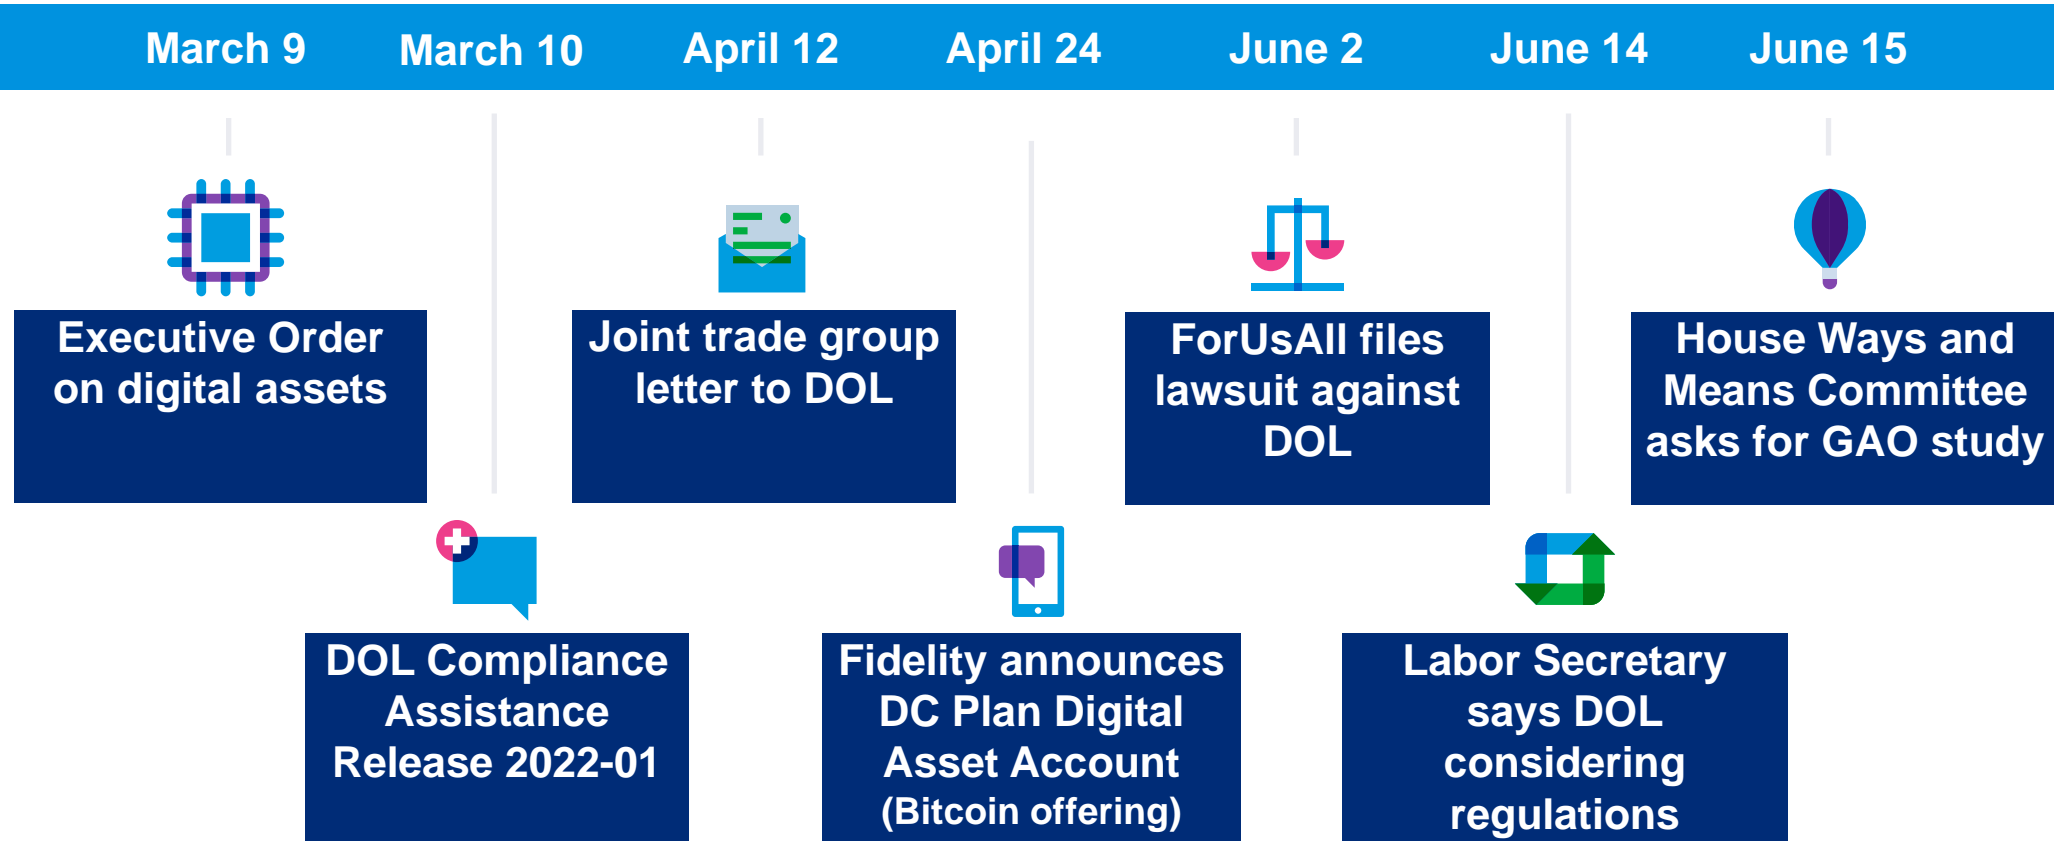 March 9
March 10
April 12
April 24
June 2
June 14
June 15
Executive Order
on digital assets
Joint trade group
letter to DOL
ForUsAll files
lawsuit against
DOL
House Ways and
Means Committee
asks for GAO study
DOL Compliance
Assistance
Release 2022-01
Fidelity announces
DC Plan Digital
Asset Account
(Bitcoin offering)
Labor Secretary
says DOL
considering
regulations